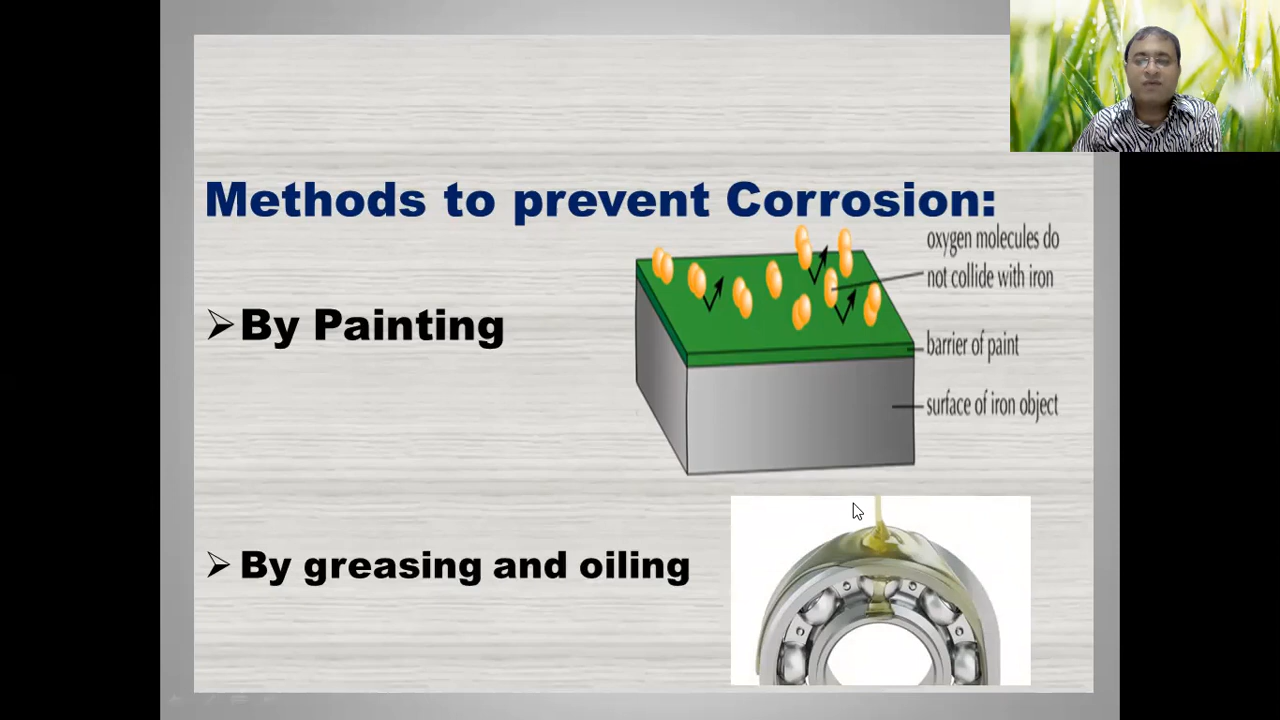 Methods to prevent Corrosion:
oxygen molecules do
not collide with iron
➢By Painting
barrier of paint
surface of iron object
➢ By greasing and oiling